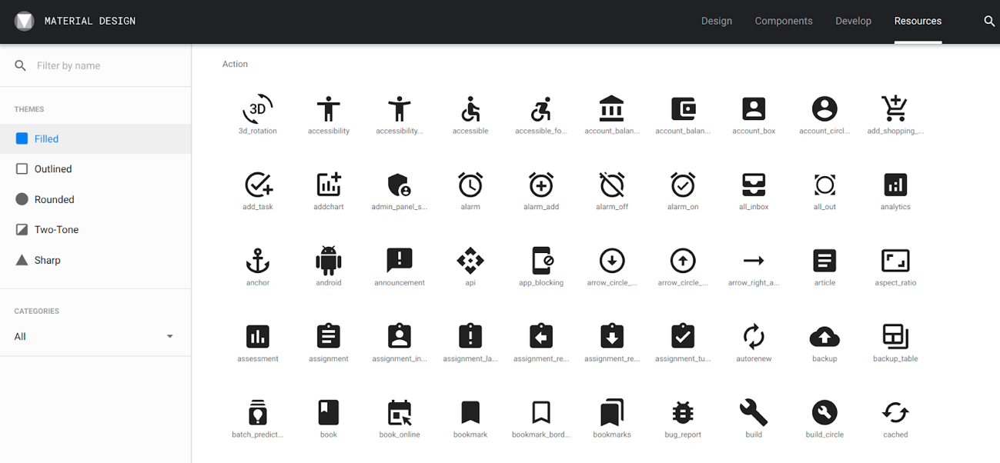 MATERIAL DESIGN Design Components Develop Resources
Filter by name
THEMES
Filled
Outlined
Rounded
Two-Tone
Sharp
CATEGORIES
All
Action
3D
3d_rotation accessibility accessibility... accessible accessible_fo... account_balan... account_balan... account_box account_circl... add_shopping_...
add_task addchart admin_panel_s... alarm alarm_add alarm_off alarm_on all_inbox all_out analytics
anchor android announcement api app_blocking arrow_circle_... arrow_circle_... arrow_right_a... article aspect_ratio
assessment assignment assignment_in... assignment_la... assignment_re... assignment_re... assignment_tu... autorenew backup backup_table
batch_predict... book book_online bookmark bookmark_bord... bookmarks bug_report build build_circle cached